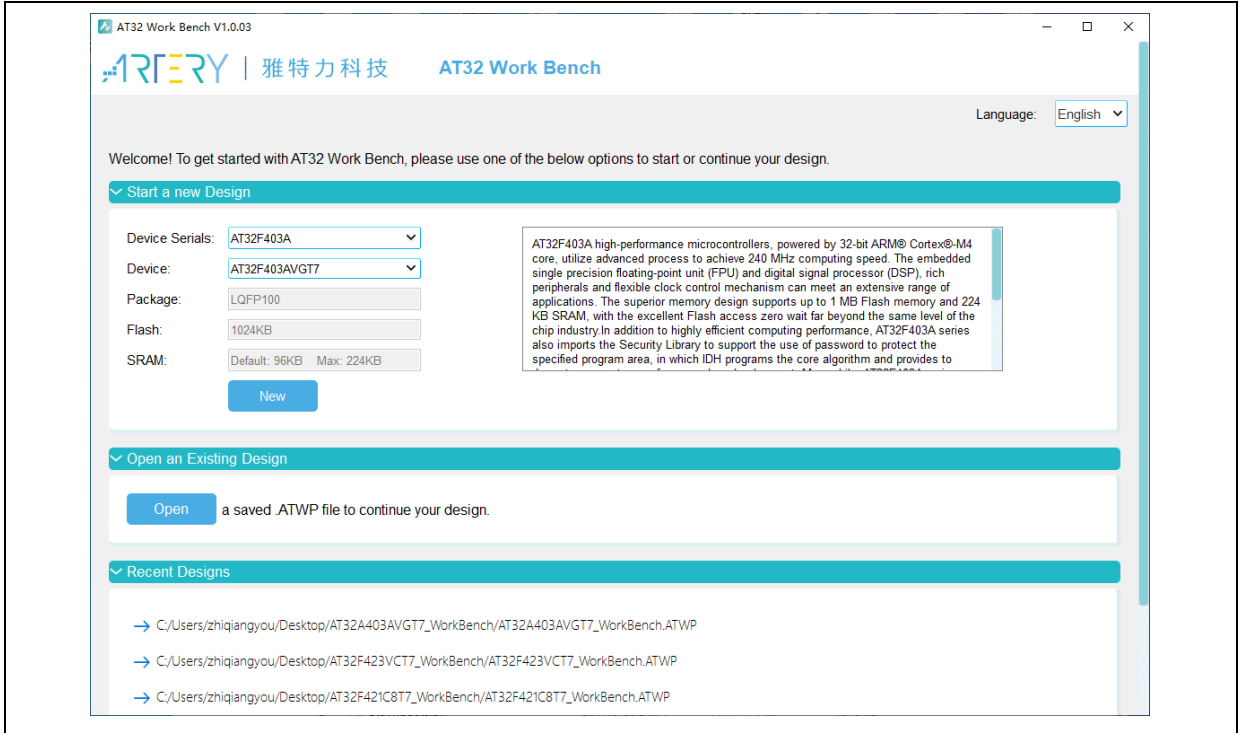 AT32 Work Bench V1.0.03
ARTERY | 雅特力科技 AT32 Work Bench
Language: English
Welcome! To get started with AT32 Work Bench, please use one of the below options to start or continue your design.
Start a new Design
Device Serials: AT32F403A
Device: AT32F403AVGT7
Package: LQFP100
Flash: 1024KB
SRAM: Default: 96KB Max: 224KB
New
AT32F403A high-performance microcontrollers, powered by 32-bit ARM® Cortex®-M4
core, utilize advanced process to achieve 240 MHz computing speed. The embedded
single precision floating-point unit (FPU) and digital signal processor (DSP), rich
peripherals and flexible clock control mechanism can meet an extensive range of
applications. The superior memory design supports up to 1 MB Flash memory and 224
KB SRAM, with the excellent Flash access zero wait far beyond the same level of the
chip industry.In addition to highly efficient computing performance, AT32F403A series
also imports the Security Library to support the use of password to protect the
specified program area, in which IDH programs the core algorithm and provides to
Open an Existing Design
Open a saved .ATWP file to continue your design.
Recent Designs
C:/Users/zhiqiangyou/Desktop/AT32A403AVGT7_WorkBench/AT32A403AVGT7_WorkBench.ATWP
C:/Users/zhiqiangyou/Desktop/AT32F423VCT7_WorkBench/AT32F423VCT7_WorkBench.ATWP
C:/Users/zhiqiangyou/Desktop/AT32F421C8T7_WorkBench/AT32F421C8T7_WorkBench.ATWP